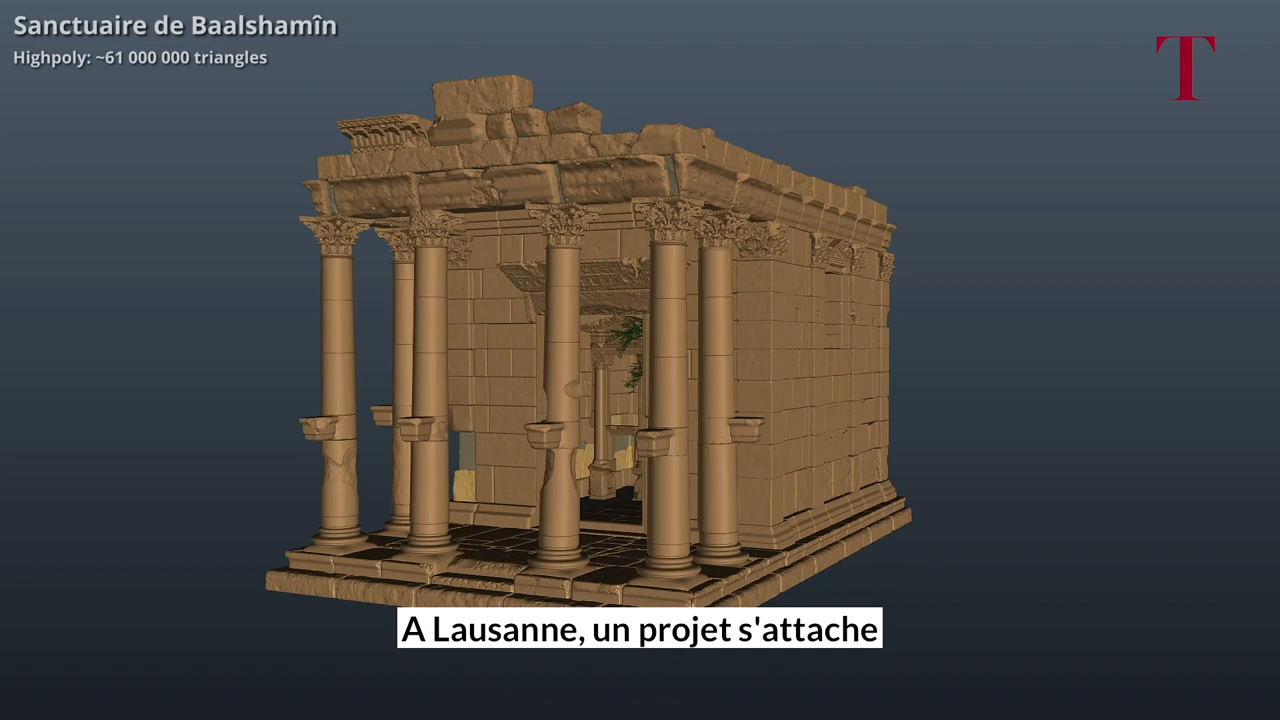 Sanctuaire de Baalshamîn
Highpoly: ~61 000 000 triangles
T
A Lausanne, un projet s'attache